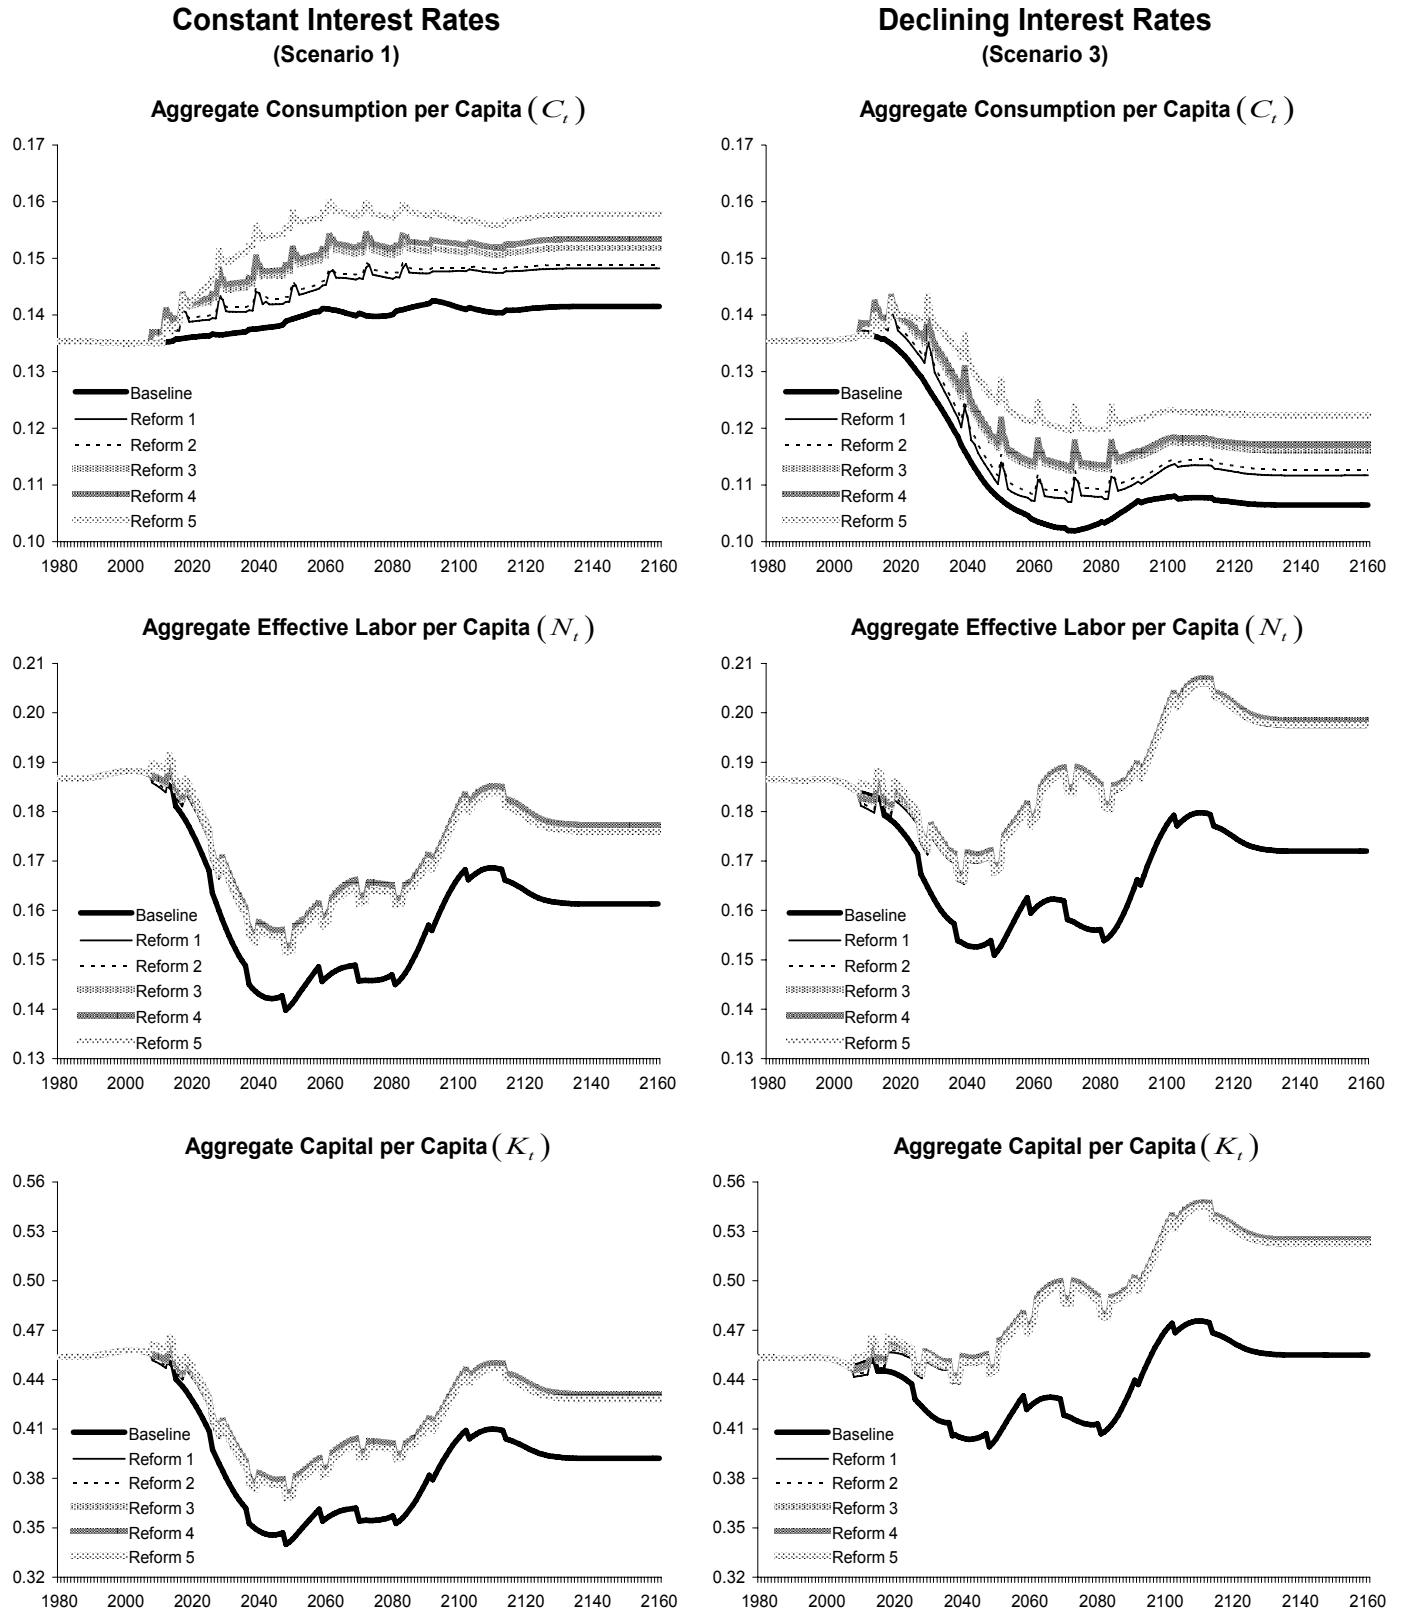 Constant Interest Rates
(Scenario 1)
Aggregate Consumption per Capita (C_t)
0.17
0.16
0.15
0.14
0.13
0.12
0.11
0.10
Baseline
Reform 1
Reform 2
Reform 3
Reform 4
Reform 5
1980 2000 2020 2040 2060 2080 2100 2120 2140 2160
Declining Interest Rates
(Scenario 3)
Aggregate Consumption per Capita (C_t)
0.17
0.16
0.15
0.14
0.13
0.12
0.11
0.10
Baseline
Reform 1
Reform 2
Reform 3
Reform 4
Reform 5
1980 2000 2020 2040 2060 2080 2100 2120 2140 2160
Aggregate Effective Labor per Capita (N_t)
0.21
0.20
0.19
0.18
0.17
0.16
0.15
0.14
0.13
Baseline
Reform 1
Reform 2
Reform 3
Reform 4
Reform 5
1980 2000 2020 2040 2060 2080 2100 2120 2140 2160
Aggregate Effective Labor per Capita (N_t)
0.21
0.20
0.19
0.18
0.17
0.16
0.15
0.14
0.13
Baseline
Reform 1
Reform 2
Reform 3
Reform 4
Reform 5
1980 2000 2020 2040 2060 2080 2100 2120 2140 2160
Aggregate Capital per Capita (K_t)
0.56
0.53
0.50
0.47
0.44
0.41
0.38
0.35
0.32
Baseline
Reform 1
Reform 2
Reform 3
Reform 4
Reform 5
1980 2000 2020 2040 2060 2080 2100 2120 2140 2160
Aggregate Capital per Capita (K_t)
0.56
0.53
0.50
0.47
0.44
0.41
0.38
0.35
0.32
Baseline
Reform 1
Reform 2
Reform 3
Reform 4
Reform 5
1980 2000 2020 2040 2060 2080 2100 2120 2140 2160